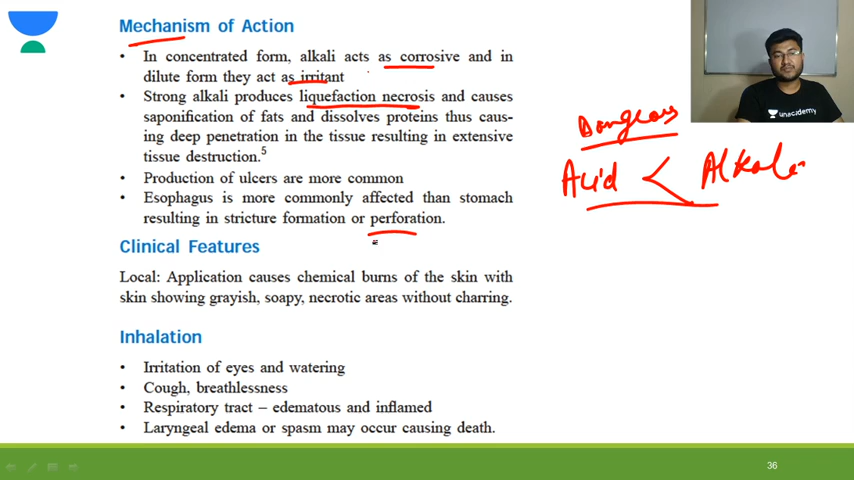 Mechanism of Action
• In concentrated form, alkali acts as corrosive and in
dilute form they act as irritant
• Strong alkali produces liquefaction necrosis and causes
saponification of fats and dissolves proteins thus caus-
ing deep penetration in the tissue resulting in extensive
tissue destruction.5
• Production of ulcers are more common
• Esophagus is more commonly affected than stomach
resulting in stricture formation or perforation.
Clinical Features
Local: Application causes chemical burns of the skin with
skin showing grayish, soapy, necrotic areas without charring.
Inhalation
• Irritation of eyes and watering
• Cough, breathlessness
• Respiratory tract – edematous and inflamed
• Laryngeal edema or spasm may occur causing death.
Acid < Alkali
unacademy
36